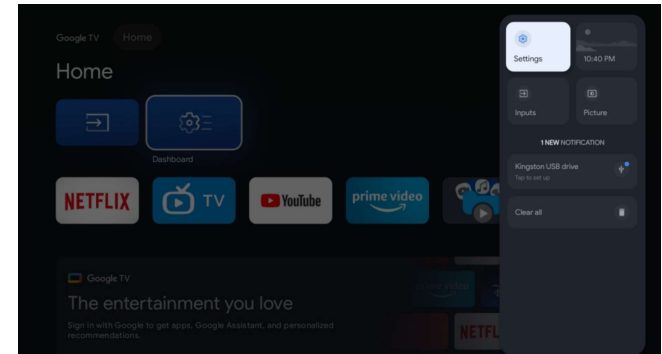 Google TV
Home
Home
Dashboard
NETFLIX
TV
YouTube
prime video
Google TV
The entertainment you love
Sign in with Google to get apps, Google Assistant, and personalized
recommendations.
prime video
NETFL
Settings
10:40 PM
Inputs
Picture
1 NEW NOTIFICATION
Kingston USB drive
Tap to set up
Clear all